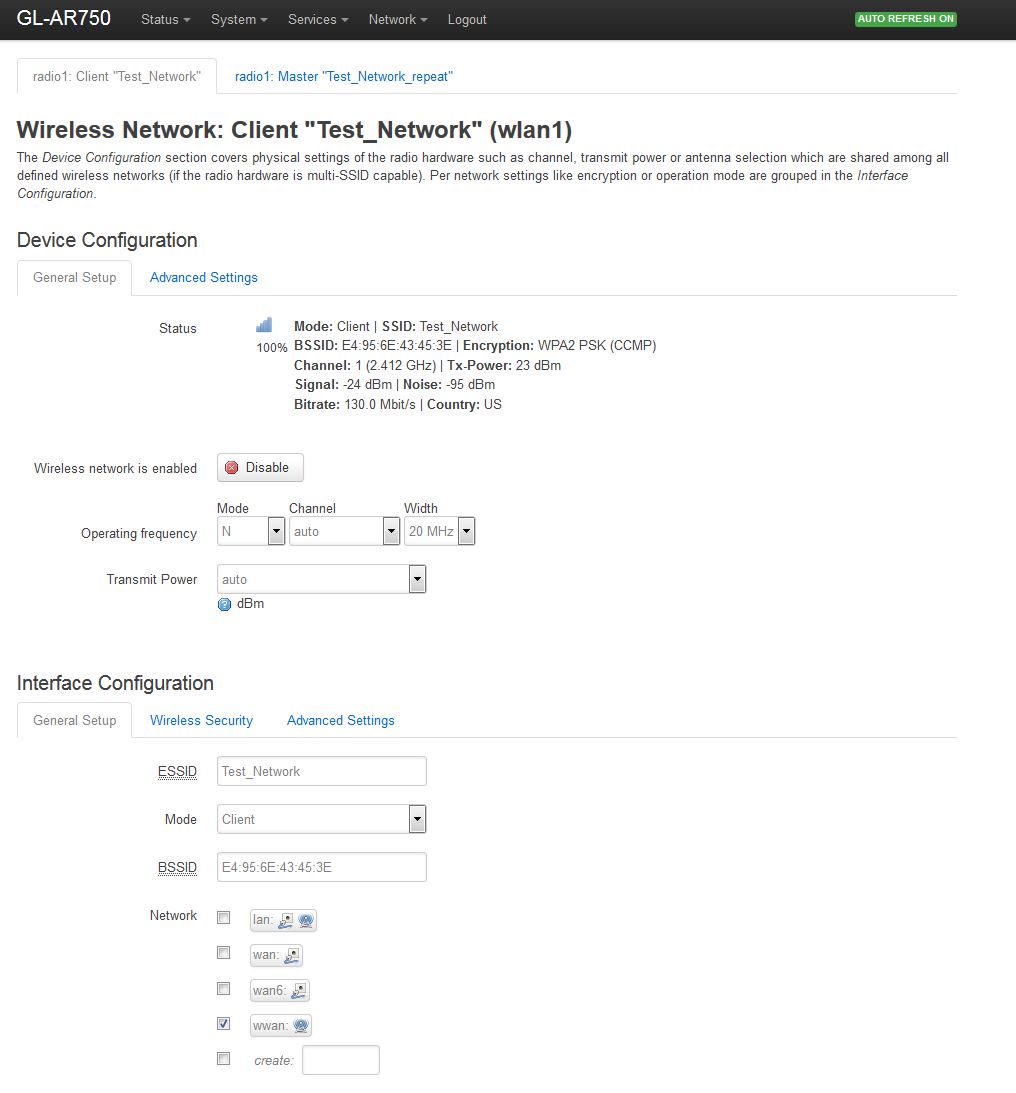 GL-AR750 Status System Services Network Logout AUTO REFRESH ON
radio1: Client "Test_Network" radio1: Master "Test_Network_repeat"
Wireless Network: Client "Test_Network" (wlan1)
The Device Configuration section covers physical settings of the radio hardware such as channel, transmit power or antenna selection which are shared among all
defined wireless networks (if the radio hardware is multi-SSID capable). Per network settings like encryption or operation mode are grouped in the Interface
Configuration.
Device Configuration
General Setup Advanced Settings
Status
100%
Mode: Client | SSID: Test_Network
BSSID: E4:95:6E:43:45:3E | Encryption: WPA2 PSK (CCMP)
Channel: 1 (2.412 GHz) | Tx-Power: 23 dBm
Signal: -24 dBm | Noise: -95 dBm
Bitrate: 130.0 Mbit/s | Country: US
Wireless network is enabled Disable
Mode Channel Width
Operating frequency N auto 20 MHz
Transmit Power auto
dBm
Interface Configuration
General Setup Wireless Security Advanced Settings
ESSID Test_Network
Mode Client
BSSID E4:95:6E:43:45:3E
Network lan:
wan:
wan6:
wwan:
create: